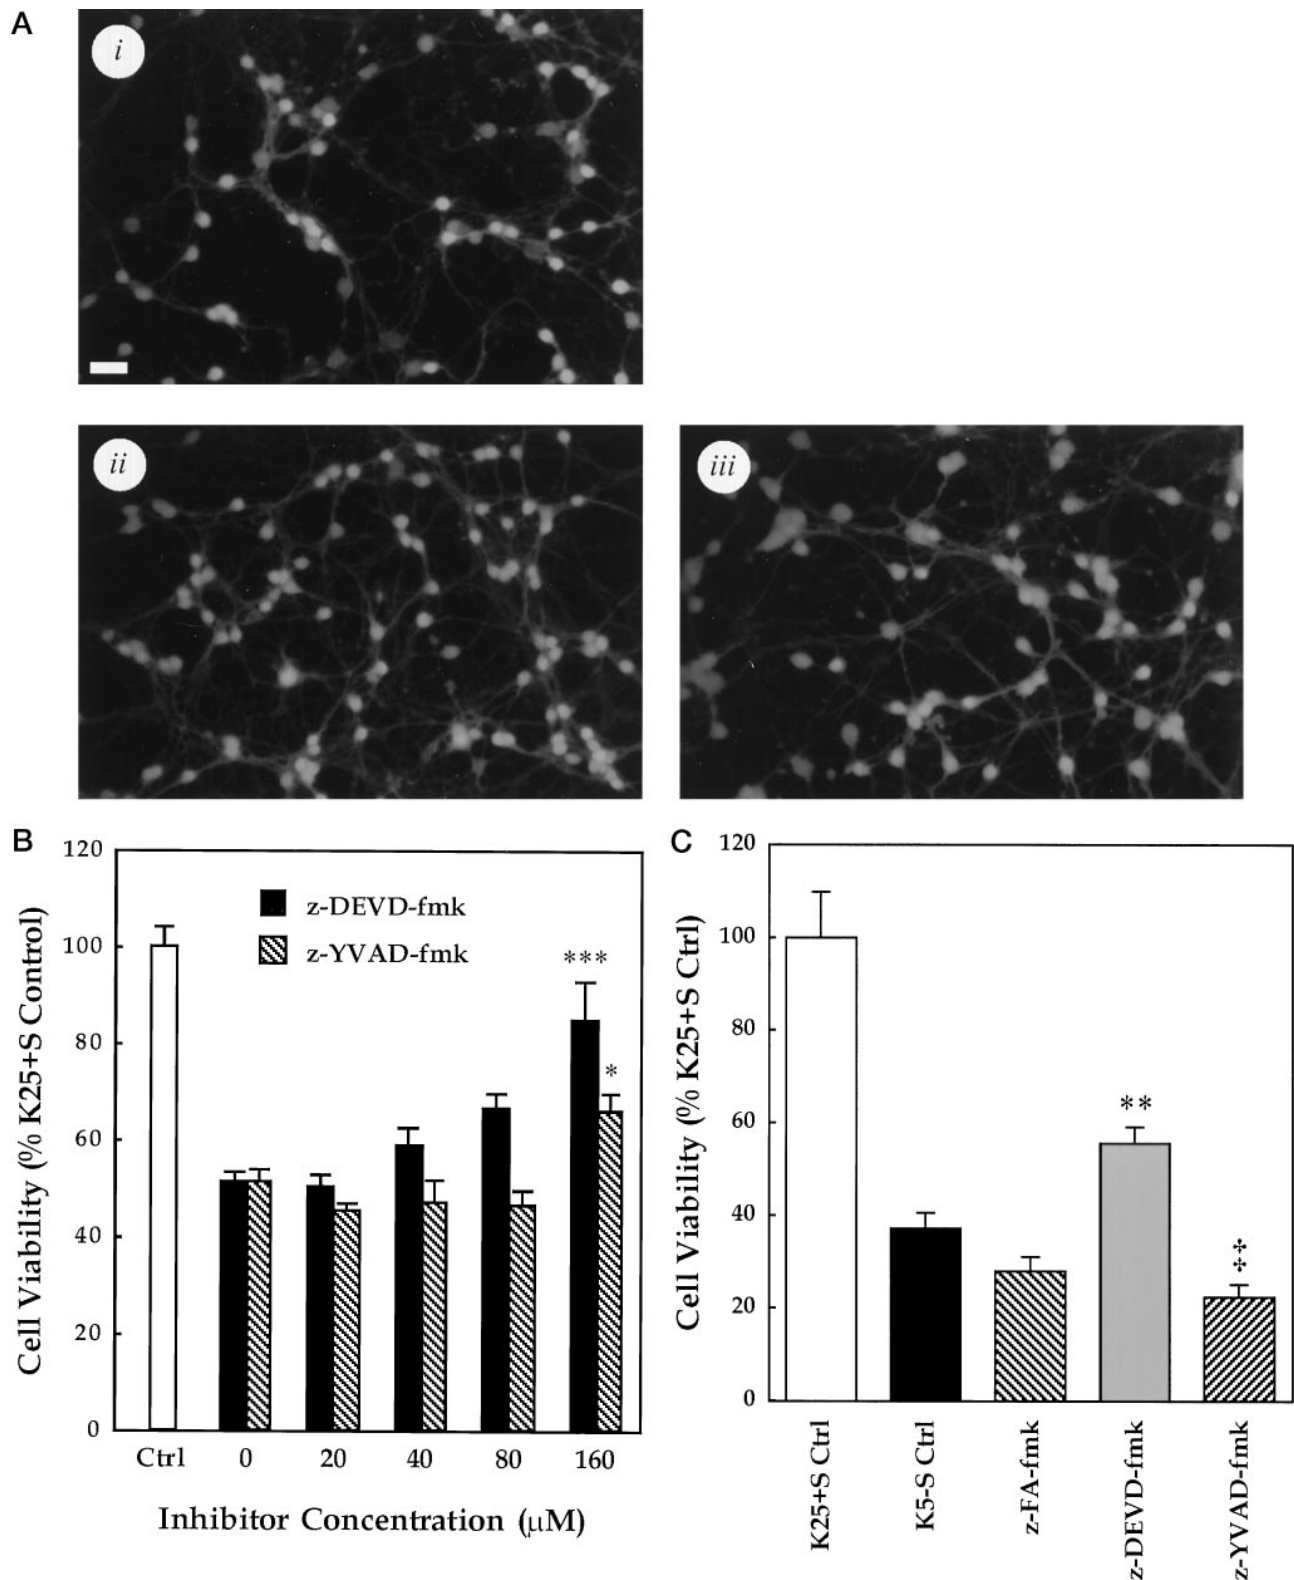 A
i
ii
iii
B
120
100
80
60
40
20
0
Cell Viability (% K25+S Control)
z-DEVD-fmk
z-YVAD-fmk
***
*
Ctrl 0 20 40 80 160
Inhibitor Concentration (μM)
C
120
100
80
60
40
20
0
Cell Viability (% K25+S Ctrl)
**
‡
K25+S Ctrl
K5-S Ctrl
z-FA-fmk
z-DEVD-fmk
z-YVAD-fmk